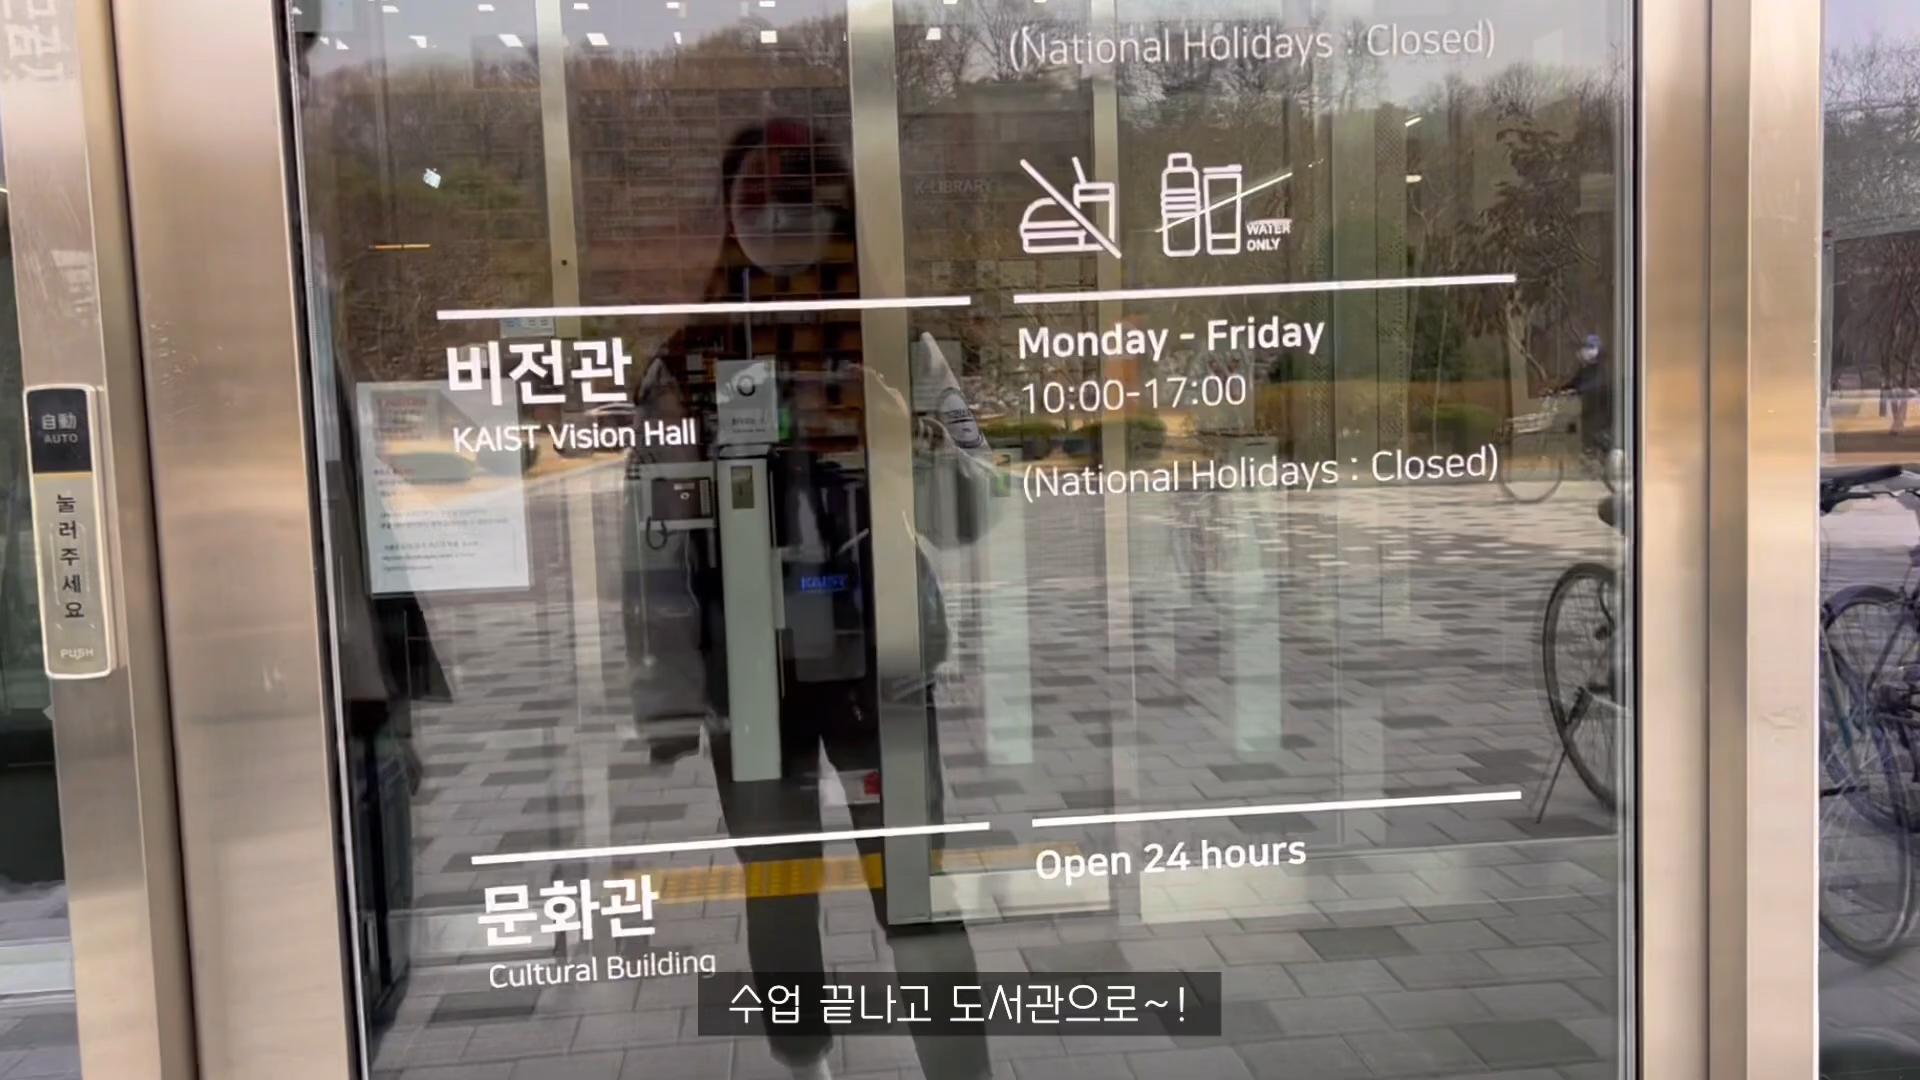 (National Holidays : Closed)
K-LIBRARY
WATER
ONLY
비전관
KAIST Vision Hall
Monday - Friday
10:00-17:00
(National Holidays : Closed)
自動
AUTO
눌러주세요
PUSH
KAIST
문화관
Cultural Building
Open 24 hours
수업 끝나고 도서관으로~!